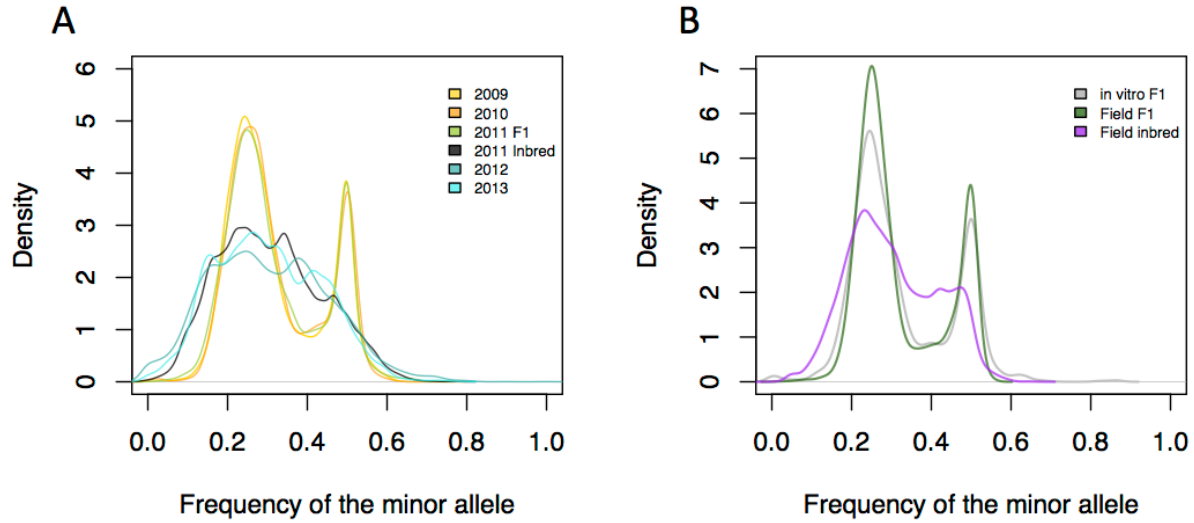 A
Density
6
5
4
3
2
1
0
2009
2010
2011 F1
2011 Inbred
2012
2013
0.0 0.2 0.4 0.6 0.8 1.0
Frequency of the minor allele
B
Density
7
6
5
4
3
2
1
0
in vitro F1
Field F1
Field inbred
0.0 0.2 0.4 0.6 0.8 1.0
Frequency of the minor allele